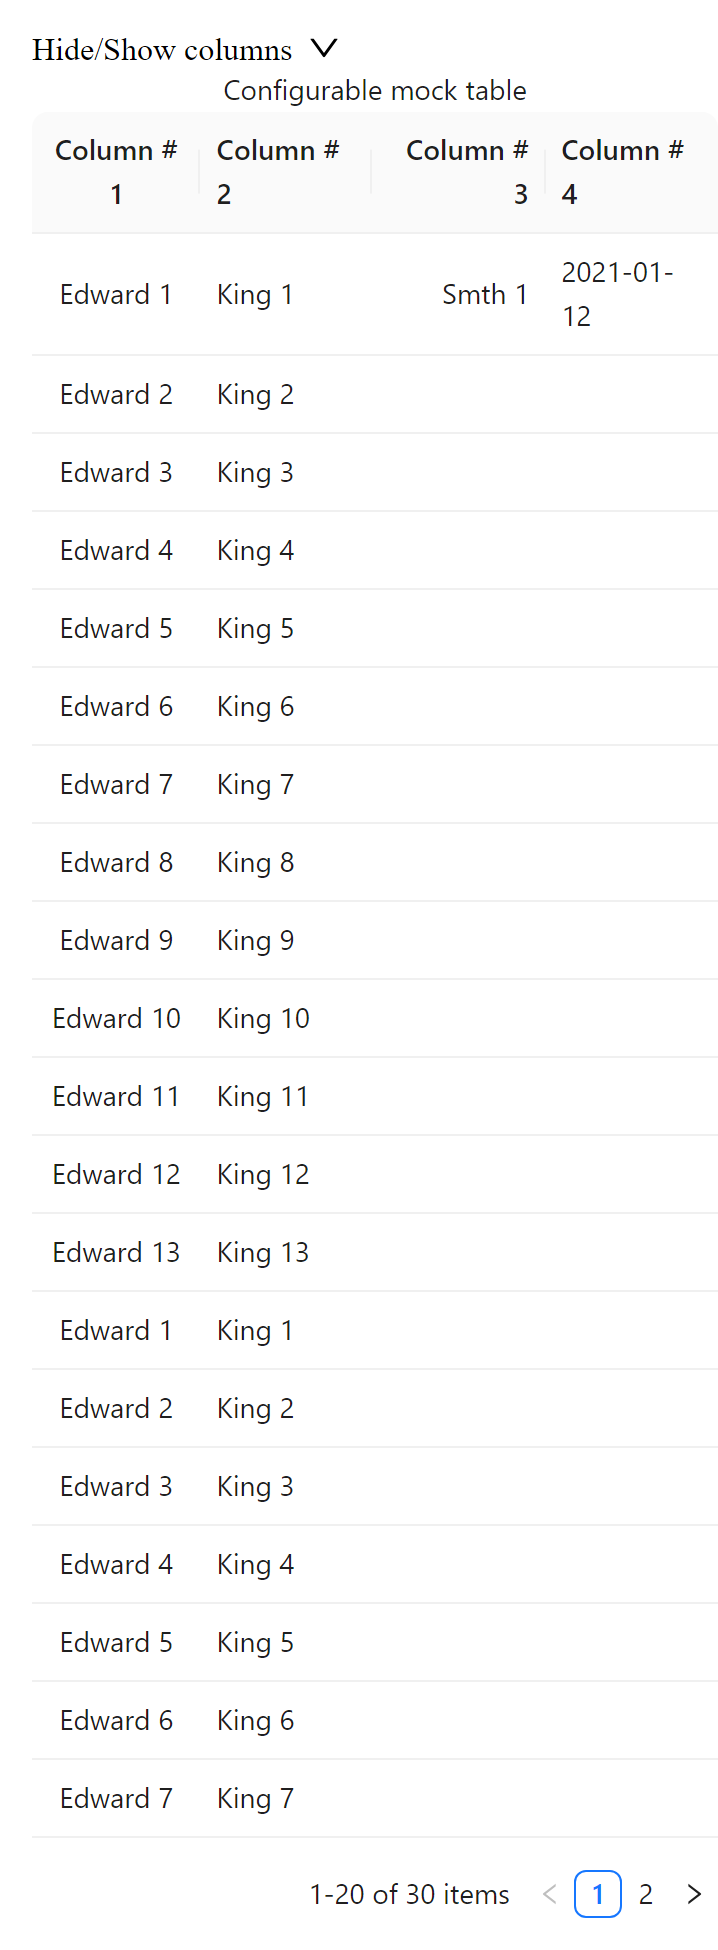 Hide/Show columns
Configurable mock table
Column # 1 Column # 2 Column # 3 Column # 4
Edward 1 King 1 Smth 1 2021-01-12
Edward 2 King 2
Edward 3 King 3
Edward 4 King 4
Edward 5 King 5
Edward 6 King 6
Edward 7 King 7
Edward 8 King 8
Edward 9 King 9
Edward 10 King 10
Edward 11 King 11
Edward 12 King 12
Edward 13 King 13
Edward 1 King 1
Edward 2 King 2
Edward 3 King 3
Edward 4 King 4
Edward 5 King 5
Edward 6 King 6
Edward 7 King 7
1-20 of 30 items < 1 2 >